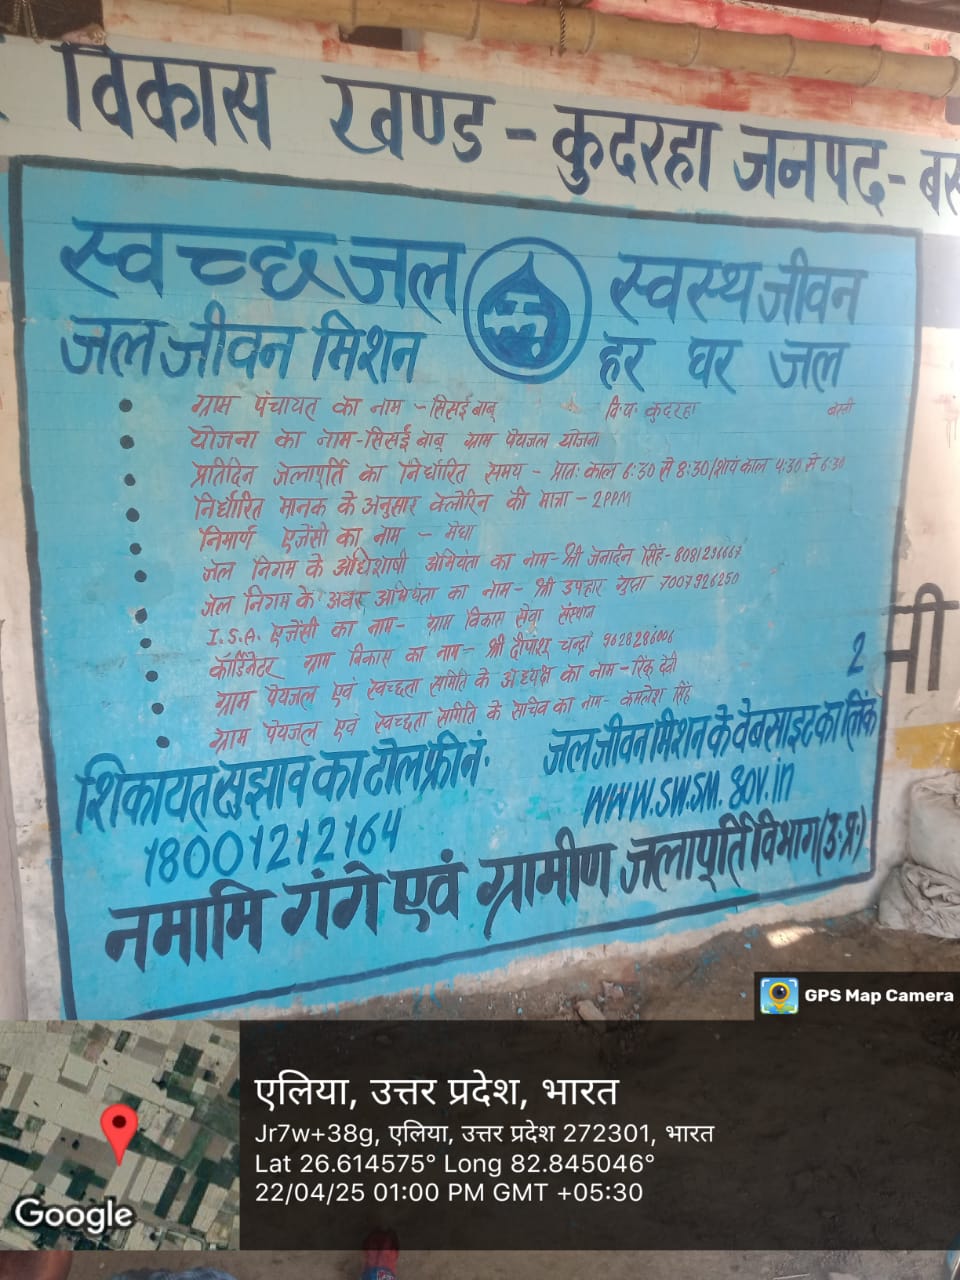 विकास खण्ड - कुदरहा जनपद -
स्वच्छ जल स्वस्थ जीवन
जल जीवन मिशन हर घर जल
ग्राम पंचायत का नाम - सिसई बाबू वि.ख. कुदरहा बस्ती
योजना का नाम - सिसई बाबू ग्राम पेयजल योजना
प्रतिदिन जलापूर्ति का निर्धारित समय - प्रातः काल 6:30 से 8:30/शायं काल 4:30 से 6:30
निर्धारित मानक के अनुसार क्लोरिन की मात्रा - 2PPM
निमार्ण एजेंसी का नाम - मेघा
जल निगम के अधिशाषी अभियंता का नाम - श्री जनार्दन सिंह -
जल निगम के अवर अभियंता का नाम - श्री उपहार गुप्ता 7007926250
I.S.A. एजेंसी का नाम - ग्राम विकास सेवा संस्थान
कॉर्डिनेटर ग्राम विकास का नाम - श्री दीपांशू चन्द्रा 9628286006
ग्राम पेयजल एवं स्वच्छता समिति के अध्यक्ष का नाम - रिंकू देवी
ग्राम पेयजल एवं स्वच्छता समिति के सचिव का नाम - कमलेश सिंह
2
नी
शिकायत सुझाव का टोल फ्री नं.
18001212164
जल जीवन मिशन के वेबसाइट का लिंक
WWW.SWSM.gov.in
नमामि गंगे एवं ग्रामीण जलापूर्ति विभाग (उ.प्र.)
GPS Map Camera
एलिया, उत्तर प्रदेश, भारत
Jr7w+38g, एलिया, उत्तर प्रदेश 272301, भारत
Lat 26.614575° Long 82.845046°
22/04/25 01:00 PM GMT +05:30
Google